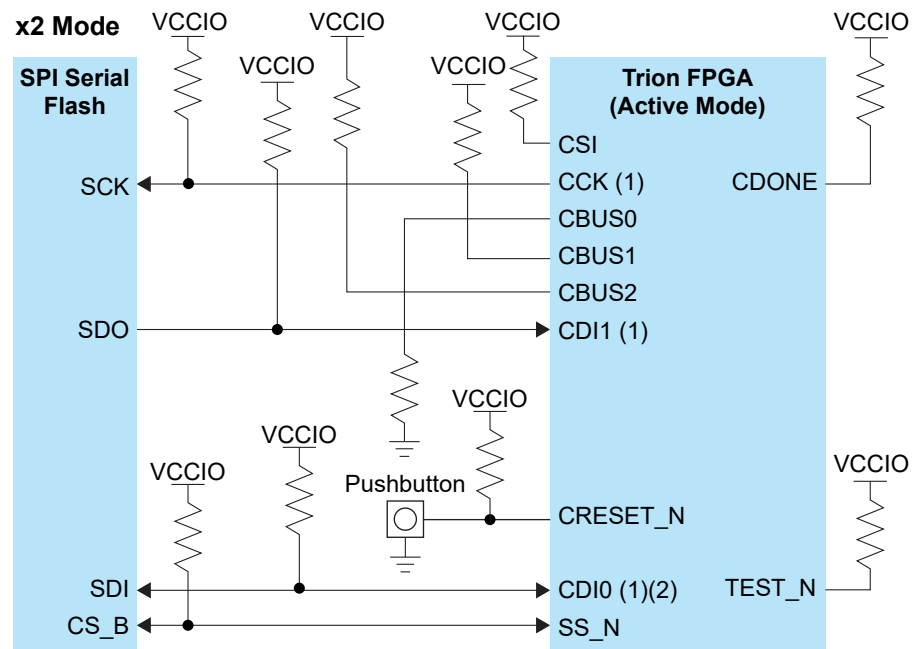 x2 Mode
VCCIO
VCCIO
VCCIO
VCCIO
VCCIO
VCCIO
SPI Serial
Flash
Trion FPGA
(Active Mode)
CSI
SCK
CCK (1)
CDONE
CBUS0
CBUS1
CBUS2
SDO
CDI1 (1)
VCCIO
VCCIO
VCCIO
VCCIO
Pushbutton
CRESET_N
SDI
CDI0 (1)(2)
TEST_N
CS_B
SS_N